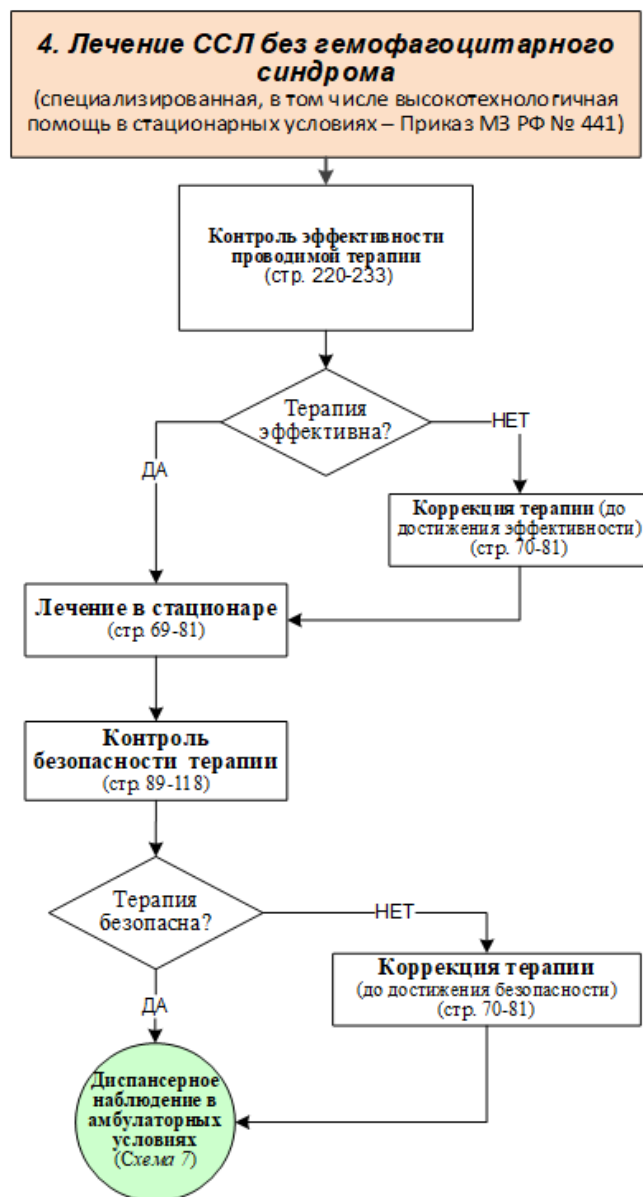 4. Лечение ССЛ без гемофагоцитарного
синдрома
(специализированная, в том числе высокотехнологичная
помощь в стационарных условиях – Приказ МЗ РФ № 441)
Контроль эффективности
проводимой терапии
(стр. 220-233)
Терапия
эффективна?
НЕТ
ДА
Коррекция терапии (до
достижения эффективности)
(стр. 70-81)
Лечение в стационаре
(стр. 69-81)
Контроль
безопасности терапии
(стр. 89-118)
Терапия
безопасна?
НЕТ
Коррекция терапии
(до достижения безопасности)
(стр. 70-81)
ДА
Диспансерное
наблюдение в
амбулаторных
условиях
(Схема 7)